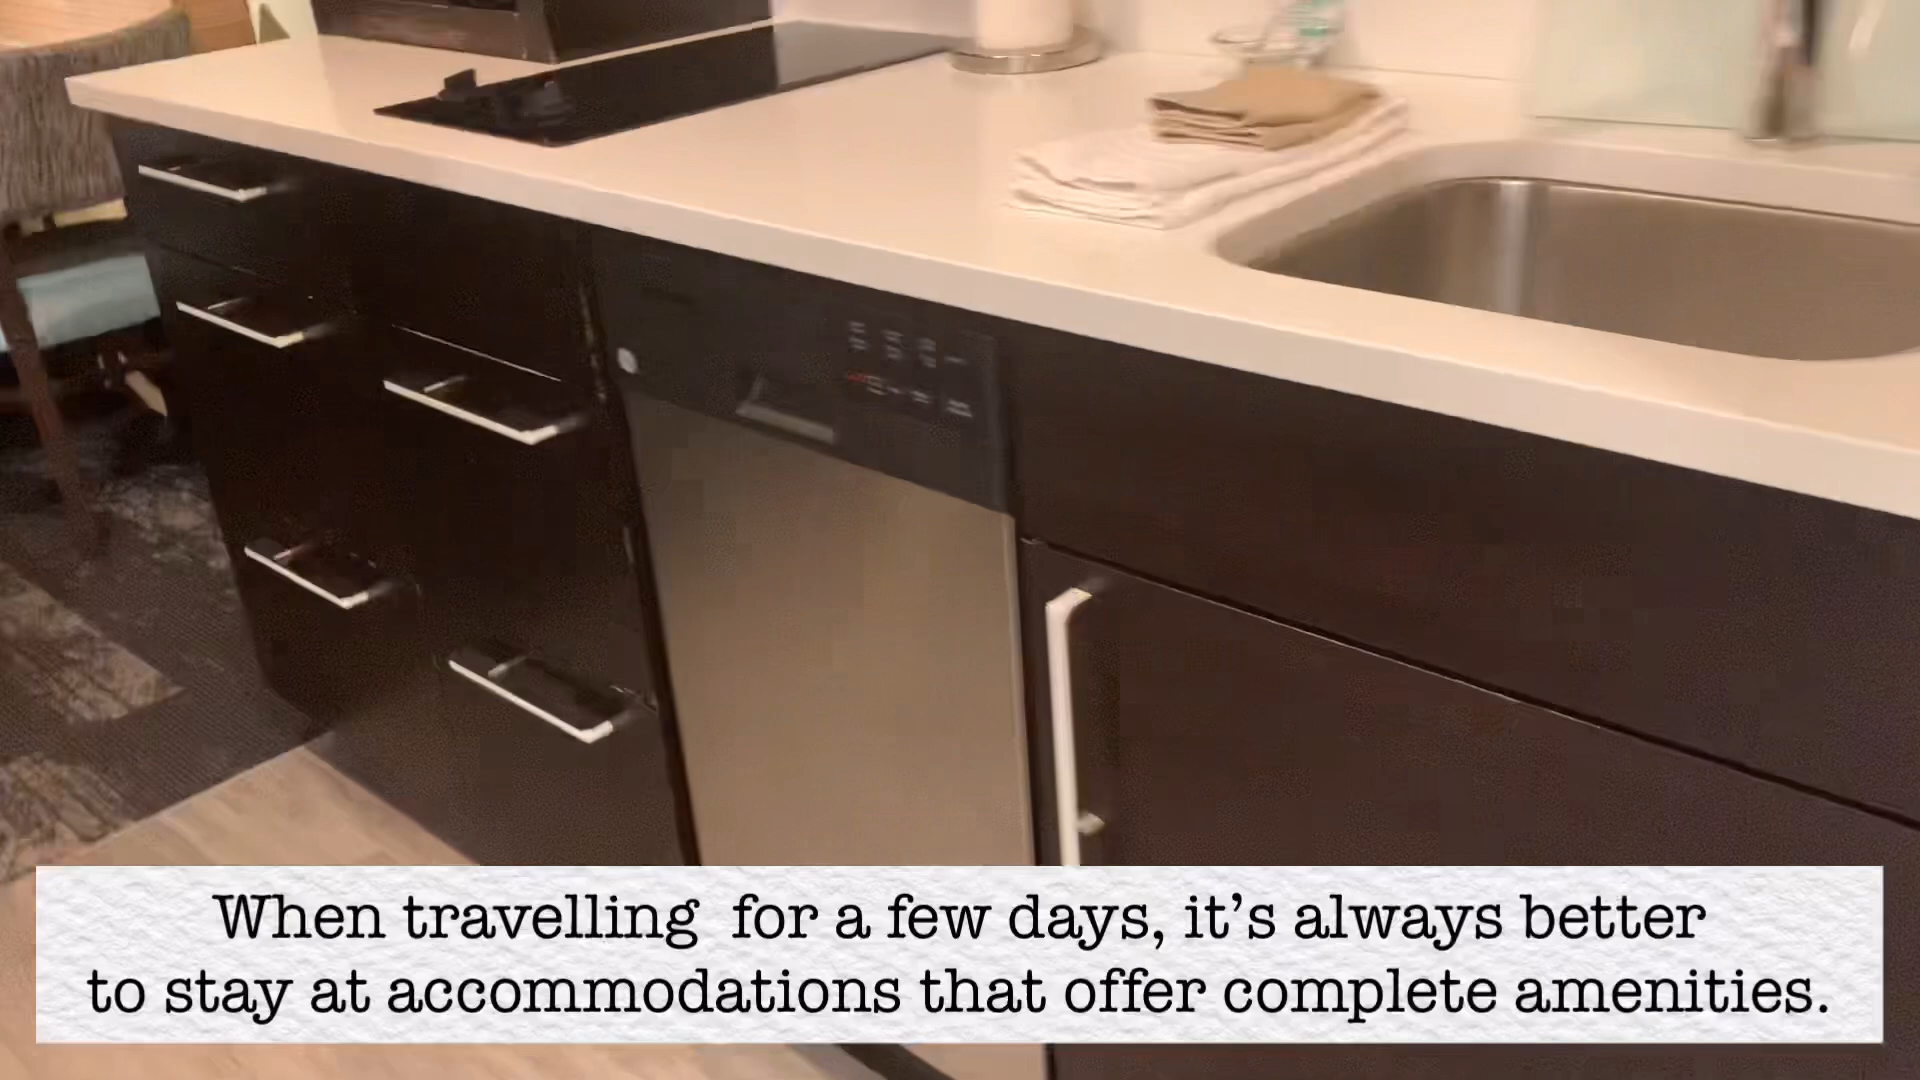 When travelling  for a few days, it's always better
to stay at accommodations that offer complete amenities.